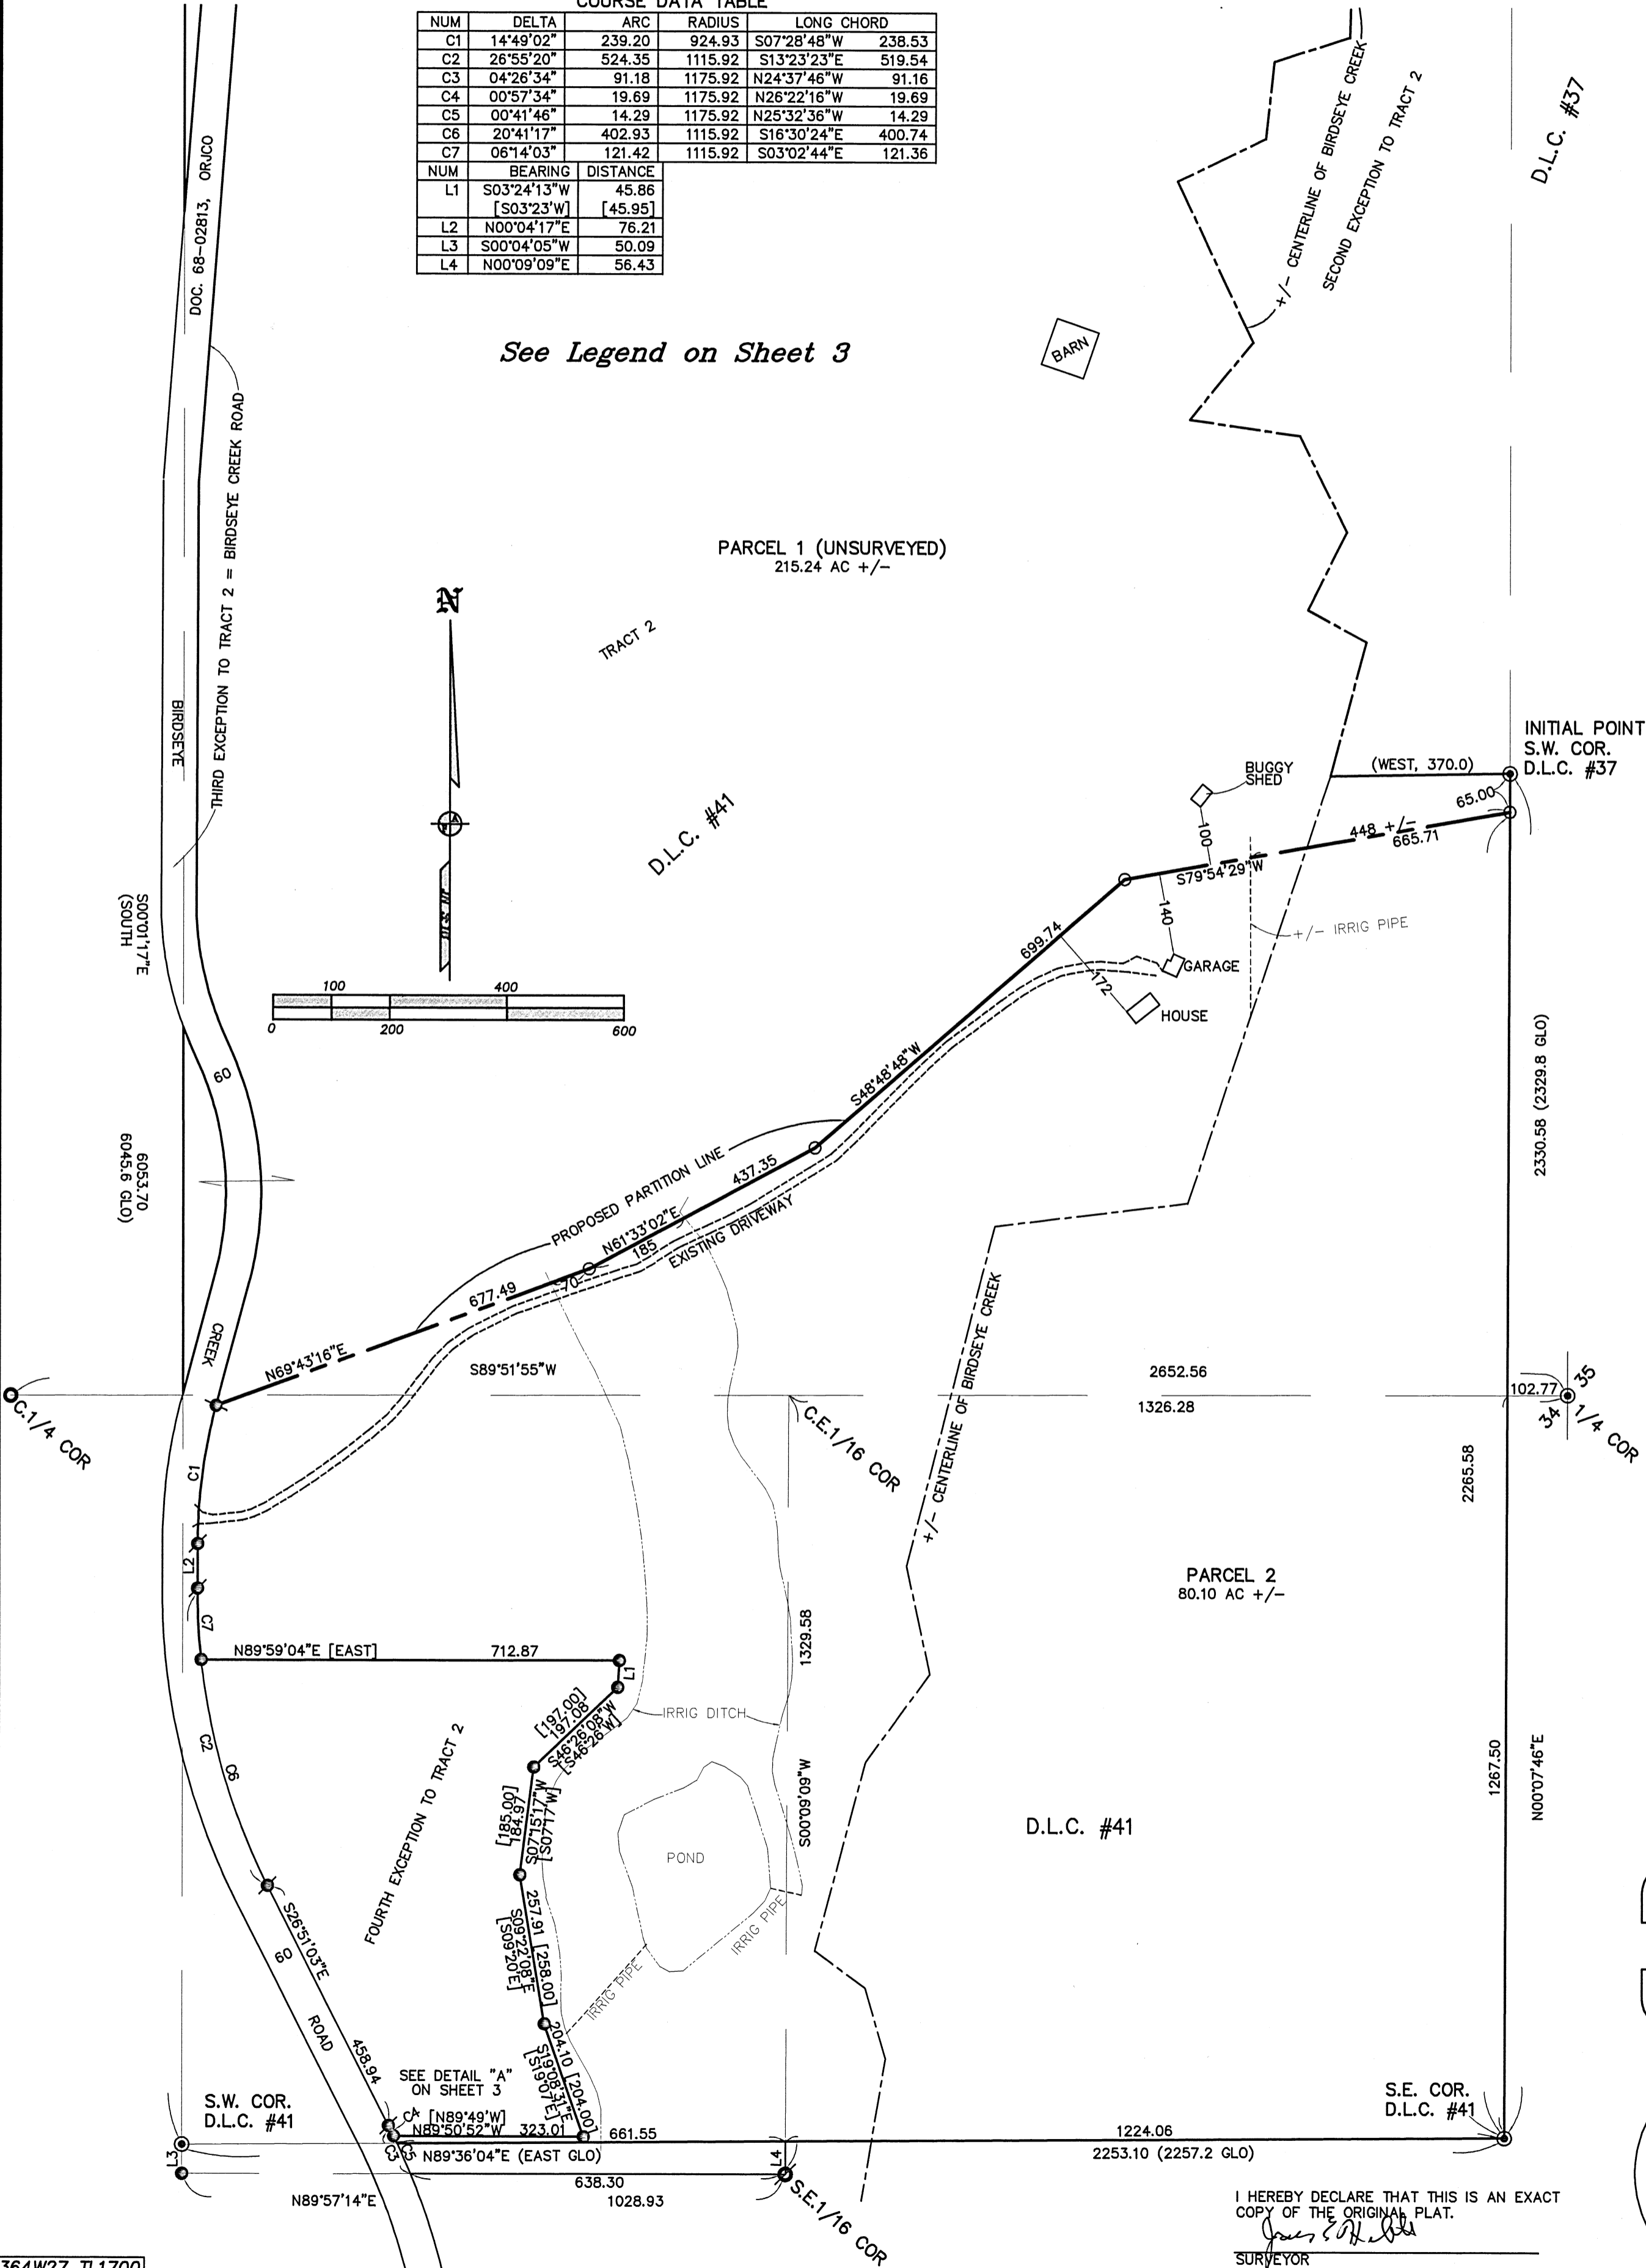 COURSE DATA TABLE
NUM DELTA ARC RADIUS LONG CHORD
C1 14°49'02" 239.20 924.93 S07°28'48"W 238.53
C2 26°55'20" 524.35 1115.92 S13°23'23"E 519.54
C3 04°26'34" 91.18 1175.92 N24°37'46"W 91.16
C4 00°57'34" 19.69 1175.92 N26°22'16"W 19.69
C5 00°41'46" 14.29 1175.92 N25°32'36"W 14.29
C6 20°41'17" 402.93 1115.92 S16°30'24"E 400.74
C7 06°14'03" 121.42 1115.92 S03°02'44"E 121.36
NUM BEARING DISTANCE
L1 S03°24'13"W 45.86
[S03°23'W] [45.95]
L2 N00°04'17"E 76.21
L3 S00°04'05"W 50.09
L4 N00°09'09"E 56.43
See Legend on Sheet 3
DOC. 68-02813, ORJCO
THIRD EXCEPTION TO TRACT 2 = BIRDSEYE CREEK ROAD
+/- CENTERLINE OF BIRDSEYE CREEK
SECOND EXCEPTION TO TRACT 2
D.L.C. #37
BARN
PARCEL 1 (UNSURVEYED)
215.24 AC +/-
N
TRACT 2
BIRDSEYE
D.L.C. #41
INITIAL POINT
S.W. COR.
D.L.C. #37
(WEST, 370.0)
65.00
BUGGY
SHED
100
448 +/-
665.71
S79°54'29"W
140
+/- IRRIG PIPE
GARAGE
699.74
172
HOUSE
S00°01'17"E
(SOUTH
100 400
0 200 600
60
S48°48'48"W
2330.58 (2329.8 GLO)
6053.70
6045.6 GLO)
PROPOSED PARTITION LINE
437.35
N61°33'02"E
185
EXISTING DRIVEWAY
70
677.49
CREEK
N69°43'16"E
S89°51'55"W
+/- CENTERLINE OF BIRDSEYE CREEK
2652.56
1326.28
102.77
35
34
1/4 COR
C.1/4 COR
C.E.1/16 COR
C1
2265.58
L2
PARCEL 2
80.10 AC +/-
C7
1329.58
N89°59'04"E [EAST] 712.87
L1
[197.00]
197.08
S46°26'08"W
[S46°26'W]
IRRIG DITCH
C2
C6
FOURTH EXCEPTION TO TRACT 2
[185.00]
184.97
S07°15'17"W
[S07°17'W]
S00°09'09"W
1267.50
N00°07'46"E
D.L.C. #41
POND
257.91 [258.00]
S09°22'08"E
[S09°20'E]
IRRIG PIPE
IRRIG PIPE
S26°51'03"E
60
ROAD
458.94
204.10 [204.00]
S19°08'31"E
[S19°07'E]
SEE DETAIL "A"
ON SHEET 3
S.W. COR.
D.L.C. #41
S.E. COR.
D.L.C. #41
C4
[N89°49'W]
N89°50'52"W 323.01
661.55
1224.06
C3
C5
N89°36'04"E (EAST GLO)
2253.10 (2257.2 GLO)
L3
L4
638.30
N89°57'14"E
1028.93
S.E.1/16 COR
I HEREBY DECLARE THAT THIS IS AN EXACT
COPY OF THE ORIGINAL PLAT.
SURVEYOR
364W27 TL1700